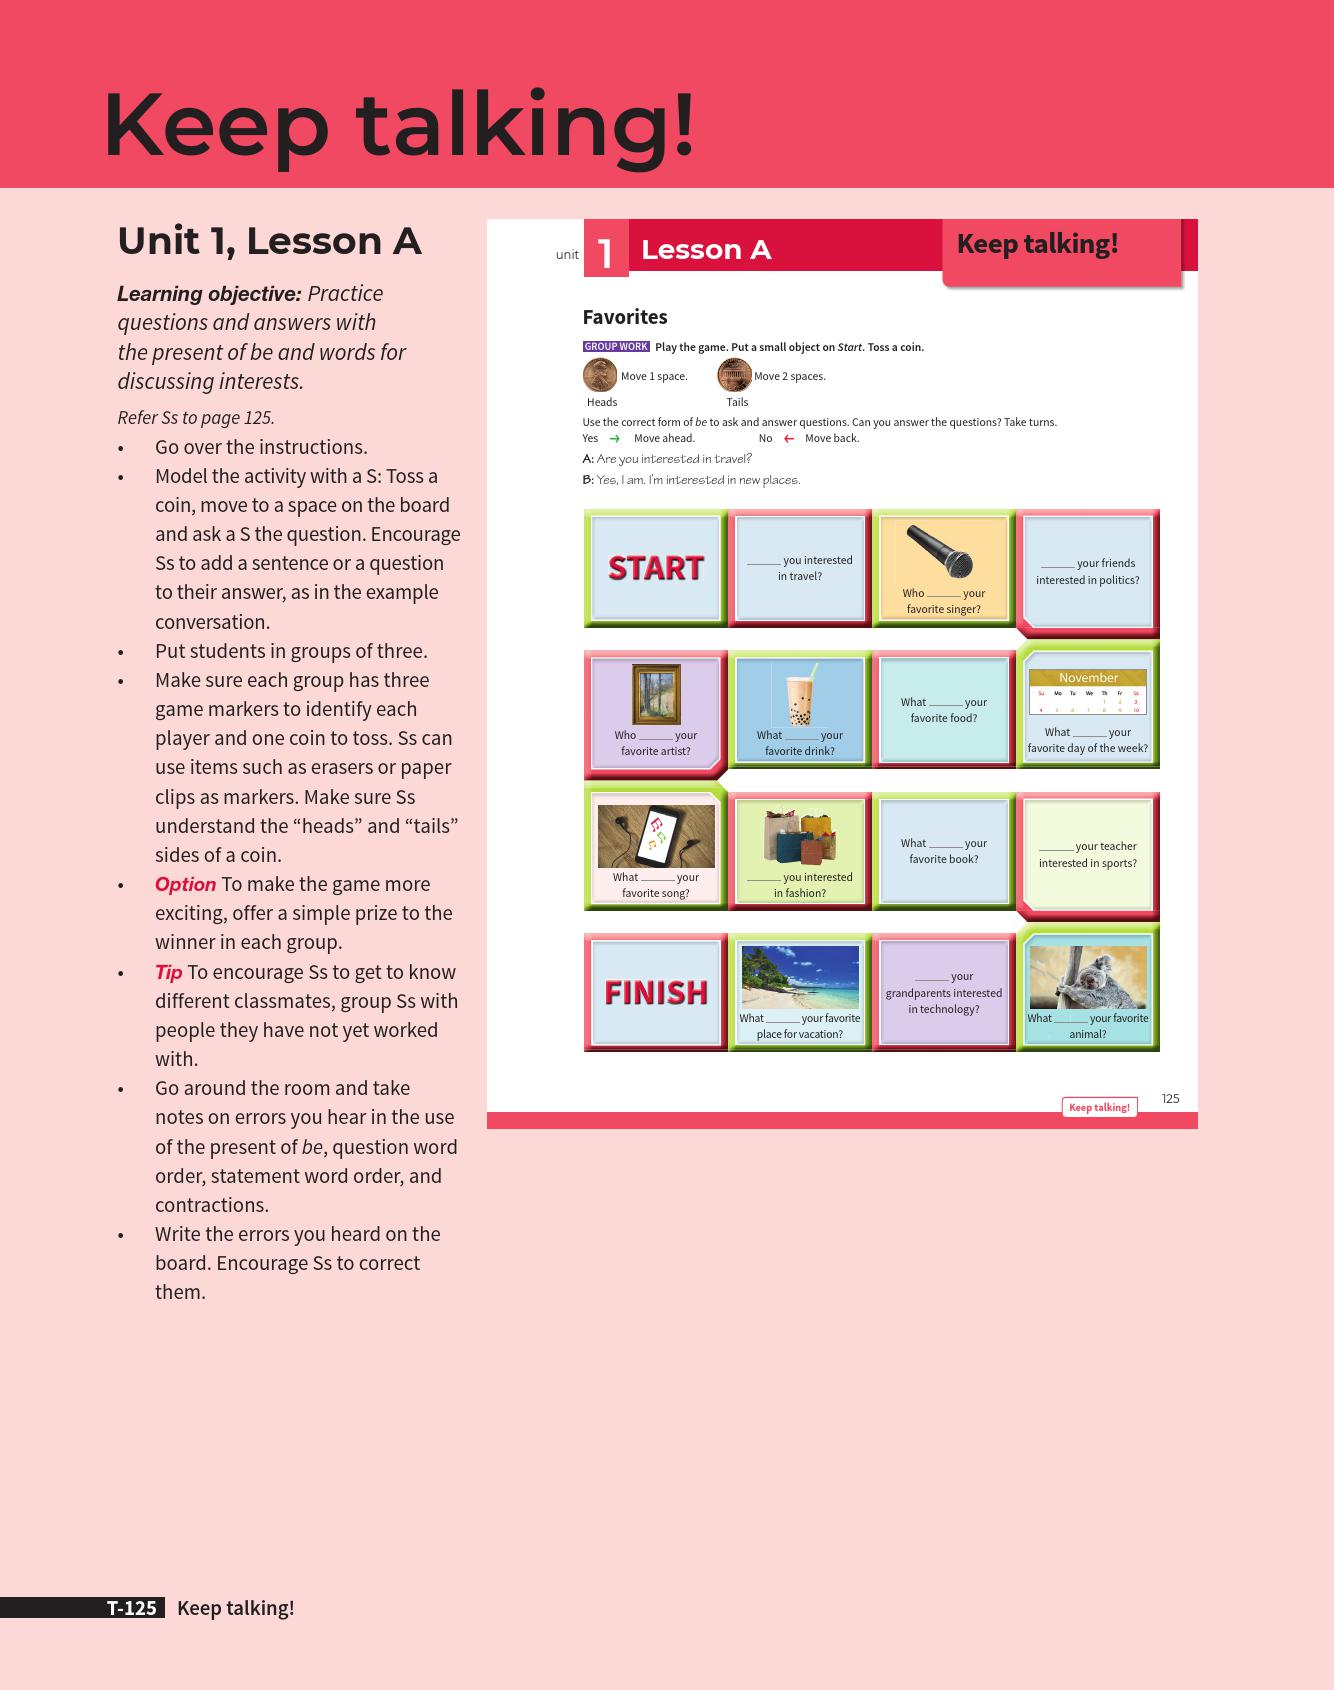 Keep talking!
Unit 1, Lesson A
Learning objective: Practice
questions and answers with
the present of be and words for
discussing interests.
Refer Ss to page 125.
• Go over the instructions.
• Model the activity with a S: Toss a
coin, move to a space on the board
and ask a S the question. Encourage
Ss to add a sentence or a question
to their answer, as in the example
conversation.
• Put students in groups of three.
• Make sure each group has three
game markers to identify each
player and one coin to toss. Ss can
use items such as erasers or paper
clips as markers. Make sure Ss
understand the “heads” and “tails”
sides of a coin.
• Option To make the game more
exciting, offer a simple prize to the
winner in each group.
• Tip To encourage Ss to get to know
different classmates, group Ss with
people they have not yet worked
with.
• Go around the room and take
notes on errors you hear in the use
of the present of be, question word
order, statement word order, and
contractions.
• Write the errors you heard on the
board. Encourage Ss to correct
them.
unit 1 Lesson A
Keep talking!
Favorites
GROUP WORK Play the game. Put a small object on Start. Toss a coin.
Move 1 space.
Move 2 spaces.
Heads
Tails
Use the correct form of be to ask and answer questions. Can you answer the questions? Take turns.
Yes → Move ahead. No ← Move back.
A: Are you interested in travel?
B: Yes, I am. I'm interested in new places.
START
______ you interested
in travel?
Who ______ your
favorite singer?
______ your friends
interested in politics?
Who ______ your
favorite artist?
What ______ your
favorite drink?
What ______ your
favorite food?
November
Su Mo Tu We Th Fr Sa
1 2 3
4 5 6 7 8 9 10
What ______ your
favorite day of the week?
What ______ your
favorite song?
______ you interested
in fashion?
What ______ your
favorite book?
______ your teacher
interested in sports?
FINISH
What ______ your favorite
place for vacation?
______ your
grandparents interested
in technology?
What ______ your favorite
animal?
Keep talking!
125
T-125 Keep talking!